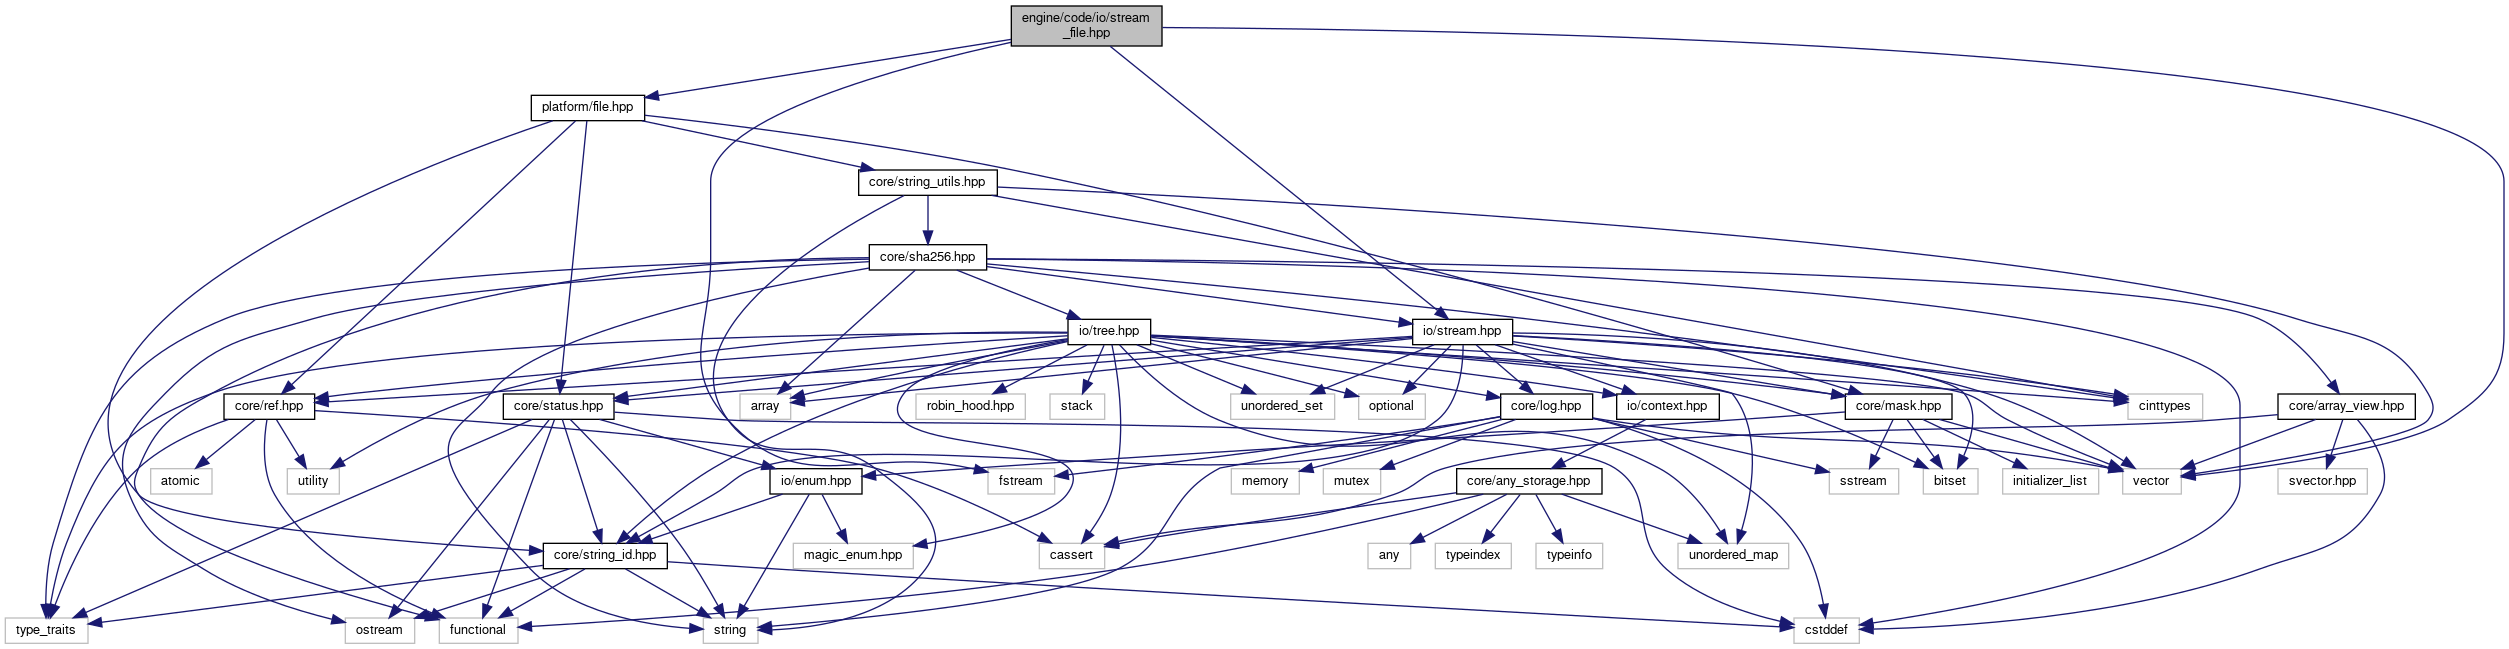 engine/code/io/stream
_file.hpp
platform/file.hpp
core/string_utils.hpp
core/sha256.hpp
io/tree.hpp
io/stream.hpp
core/ref.hpp
core/status.hpp
array
robin_hood.hpp
stack
unordered_set
optional
core/log.hpp
io/context.hpp
core/mask.hpp
cinttypes
core/array_view.hpp
atomic
utility
io/enum.hpp
fstream
memory
mutex
core/any_storage.hpp
sstream
bitset
initializer_list
vector
svector.hpp
core/string_id.hpp
magic_enum.hpp
cassert
any
typeindex
typeinfo
unordered_map
type_traits
ostream
functional
string
cstddef